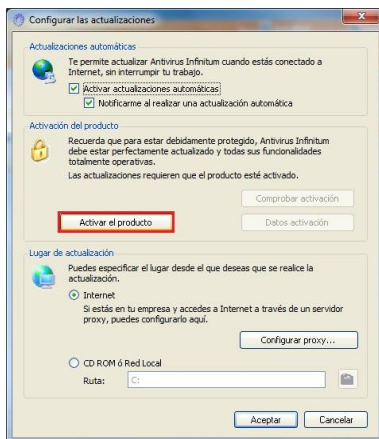 Configurar las actualizaciones
Actualizaciones automáticas
Te permite actualizar Antivirus Infinitum cuando estás conectado a
Internet, sin interrumpir tu trabajo.
Activar actualizaciones automáticas
Notificarme al realizar una actualización automática
Activación del producto
Recuerda que para estar debidamente protegido, Antivirus Infinitum
debe estar perfectamente actualizado y todas sus funcionalidades
totalmente operativas.
Las actualizaciones requieren que el producto esté activado.
Comprobar activación
Activar el producto
Datos activación
Lugar de actualización
Puedes especificar el lugar desde el que deseas que se realice la
actualización.
Internet
Si estás en tu empresa y accedes a Internet a través de un servidor
proxy, puedes configurarlo aquí.
Configurar proxy...
CD ROM ó Red Local
Ruta: C:
Aceptar Cancelar